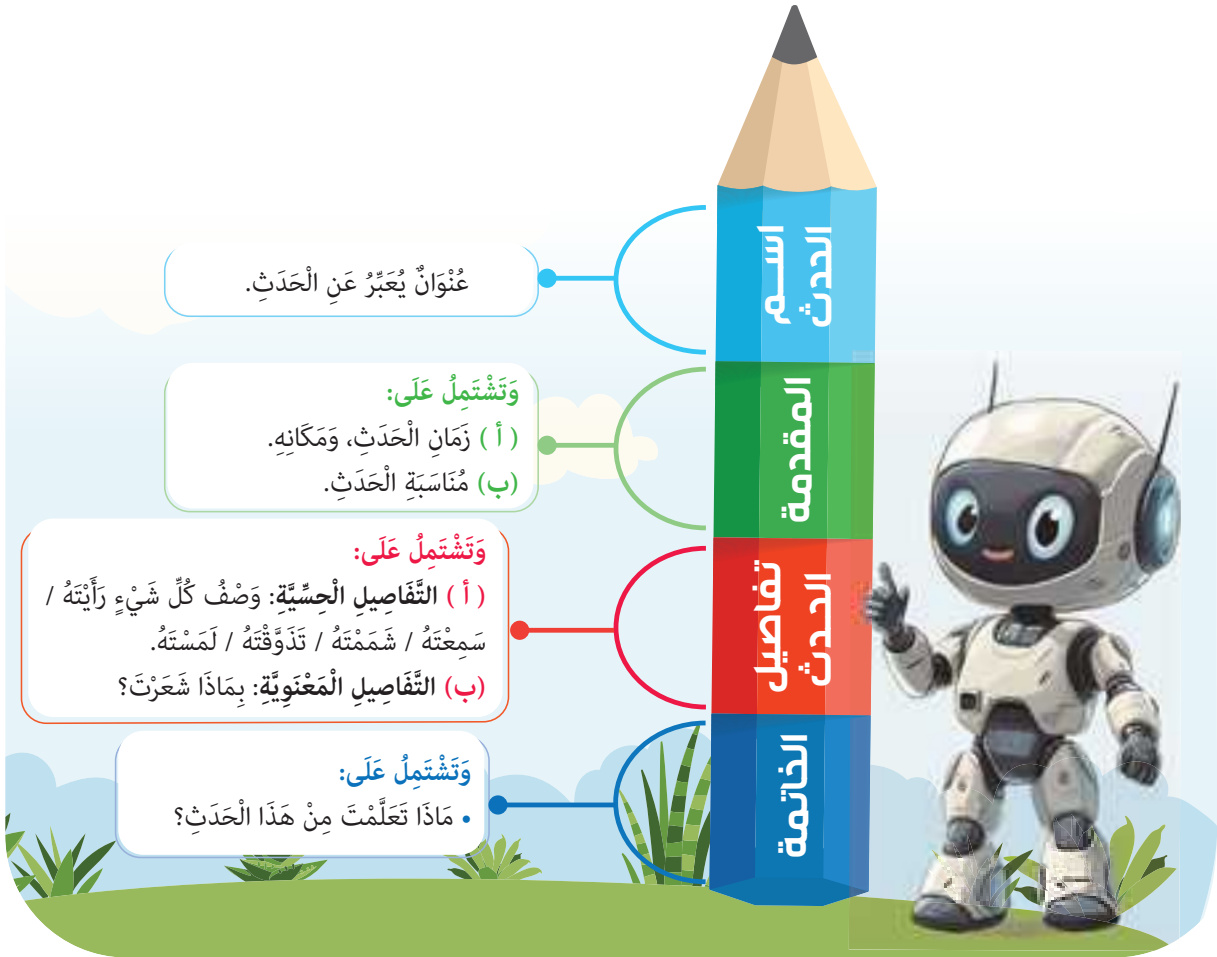 اسم
الحدث
عُنْوَانٌ يُعَبِّرُ عَنِ الْحَدَثِ.
المقدمة
وَتَشْتَمِلُ عَلَى:
( أ ) زَمَانِ الْحَدَثِ، وَمَكَانِهِ.
(ب) مُنَاسَبَةِ الْحَدَثِ.
تفاصيل
الحدث
وَتَشْتَمِلُ عَلَى:
( أ ) التَّفَاصِيلِ الْحِسِّيَّةِ: وَصْفُ كُلِّ شَيْءٍ رَأَيْتَهُ /
سَمِعْتَهُ / شَمَمْتَهُ / تَذَوَّقْتَهُ / لَمَسْتَهُ.
(ب) التَّفَاصِيلِ الْمَعْنَوِيَّةِ: بِمَاذَا شَعَرْتَ؟
الخاتمة
وَتَشْتَمِلُ عَلَى:
• مَاذَا تَعَلَّمْتَ مِنْ هَذَا الْحَدَثِ؟